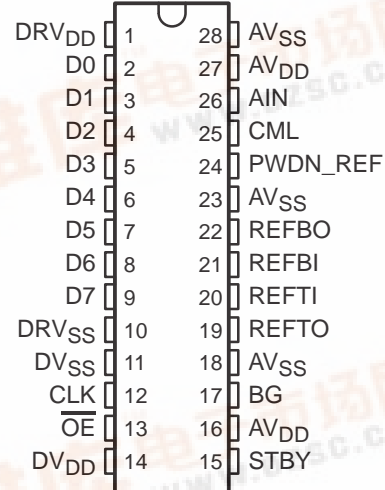 DRVDD 1 28 AVSS
D0 2 27 AVDD
D1 3 26 AIN
D2 4 25 CML
D3 5 24 PWDN_REF
D4 6 23 AVSS
D5 7 22 REFBO
D6 8 21 REFBI
D7 9 20 REFTI
DRVSS 10 19 REFTO
DVSS 11 18 AVSS
CLK 12 17 BG
OE 13 16 AVDD
DVDD 14 15 STBY